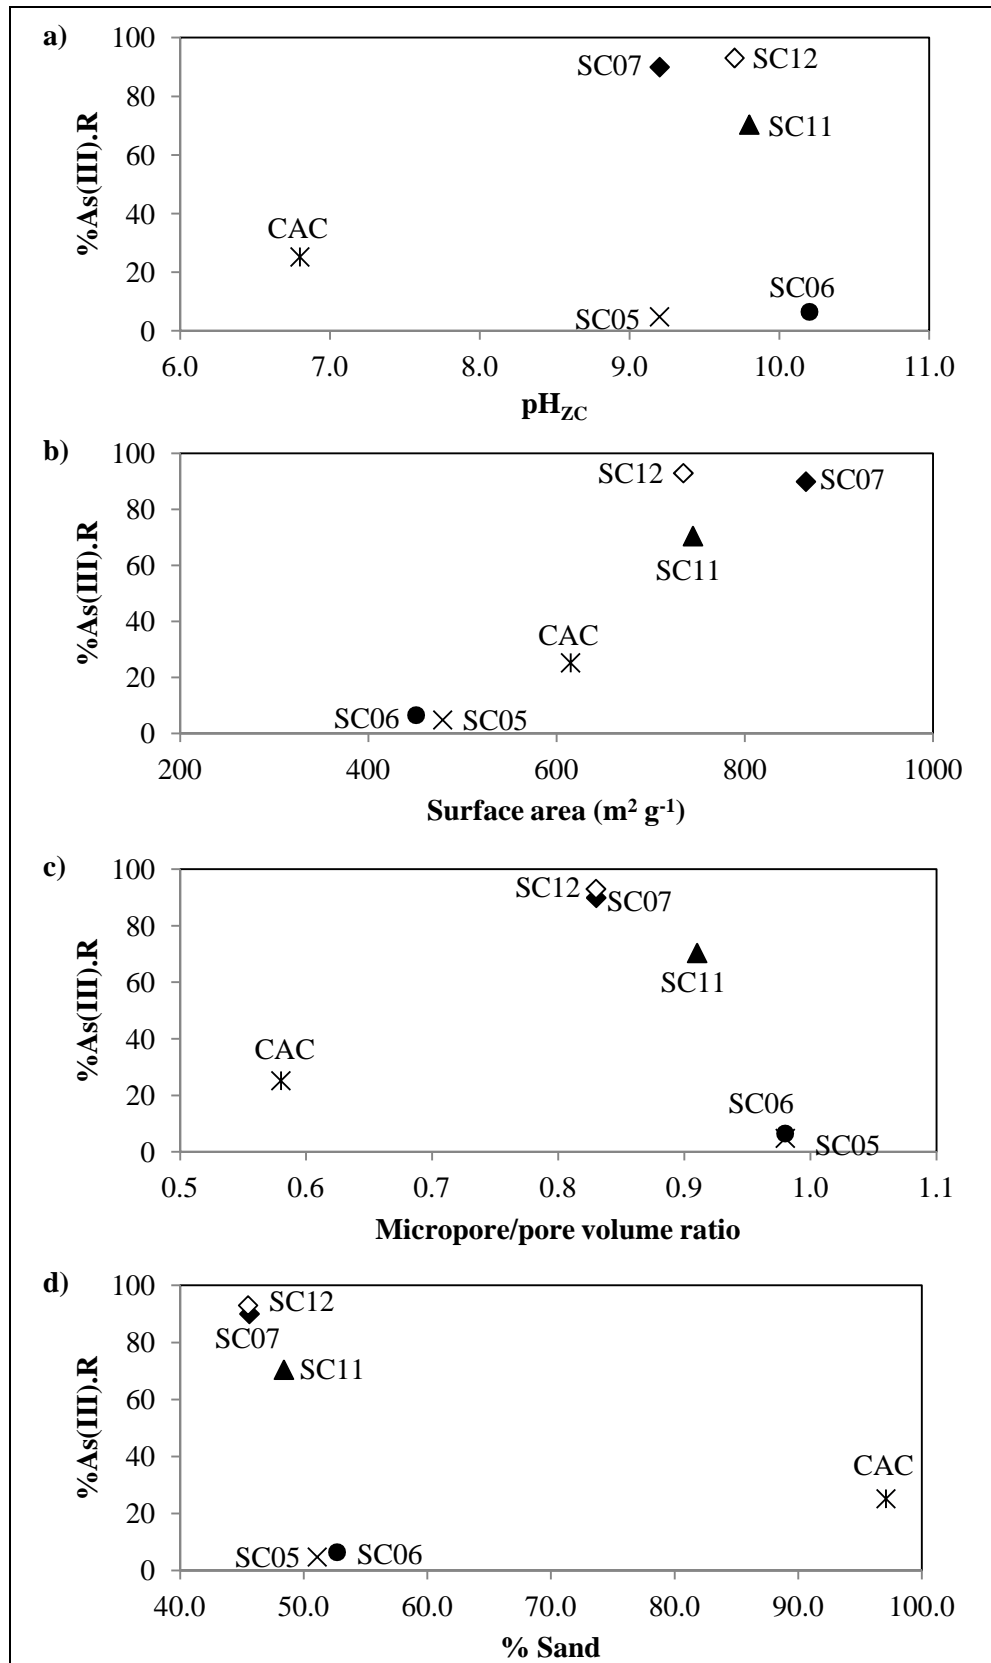 a)
100
80
60
40
20
0
%As(III).R
SC07
SC12
SC11
CAC
SC05
SC06
6.0 7.0 8.0 9.0 10.0 11.0
pH_ZC
b)
100
80
60
40
20
0
%As(III).R
SC12
SC07
SC11
CAC
SC06
SC05
200 400 600 800 1000
Surface area (m² g⁻¹)
c)
100
80
60
40
20
0
%As(III).R
SC12
SC07
SC11
CAC
SC06
SC05
0.5 0.6 0.7 0.8 0.9 1.0 1.1
Micropore/pore volume ratio
d)
100
80
60
40
20
0
%As(III).R
SC12
SC07
SC11
CAC
SC05
SC06
40.0 50.0 60.0 70.0 80.0 90.0 100.0
% Sand